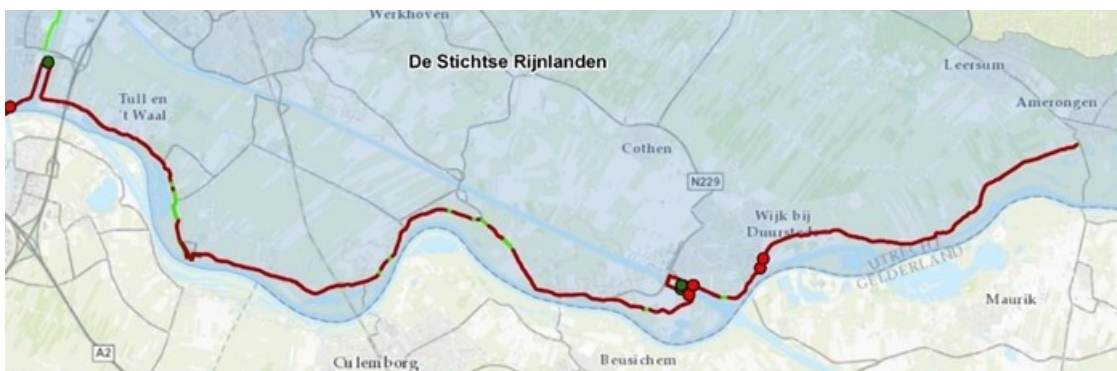 Werkhoven
De Stichtse Rijnlanden
Leersum
Tull en
't Waal
Amerongen
Cothen
N229
Wijk bij
Duurstede
UTRECHT
GELDERLAND
Maurik
A2
Culemborg
Beusichem